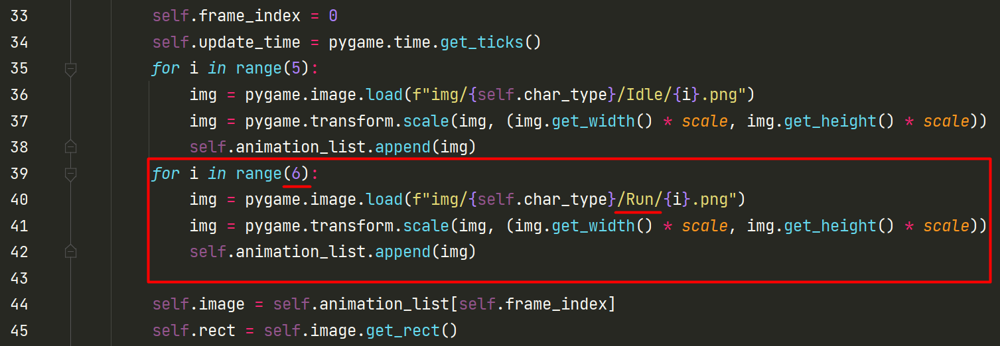 33 self.frame_index = 0
34 self.update_time = pygame.time.get_ticks()
35 for i in range(5):
36 img = pygame.image.load(f"img/{self.char_type}/Idle/{i}.png")
37 img = pygame.transform.scale(img, (img.get_width() * scale, img.get_height() * scale))
38 self.animation_list.append(img)
39 for i in range(6):
40 img = pygame.image.load(f"img/{self.char_type}/Run/{i}.png")
41 img = pygame.transform.scale(img, (img.get_width() * scale, img.get_height() * scale))
42 self.animation_list.append(img)
43
44 self.image = self.animation_list[self.frame_index]
45 self.rect = self.image.get_rect()